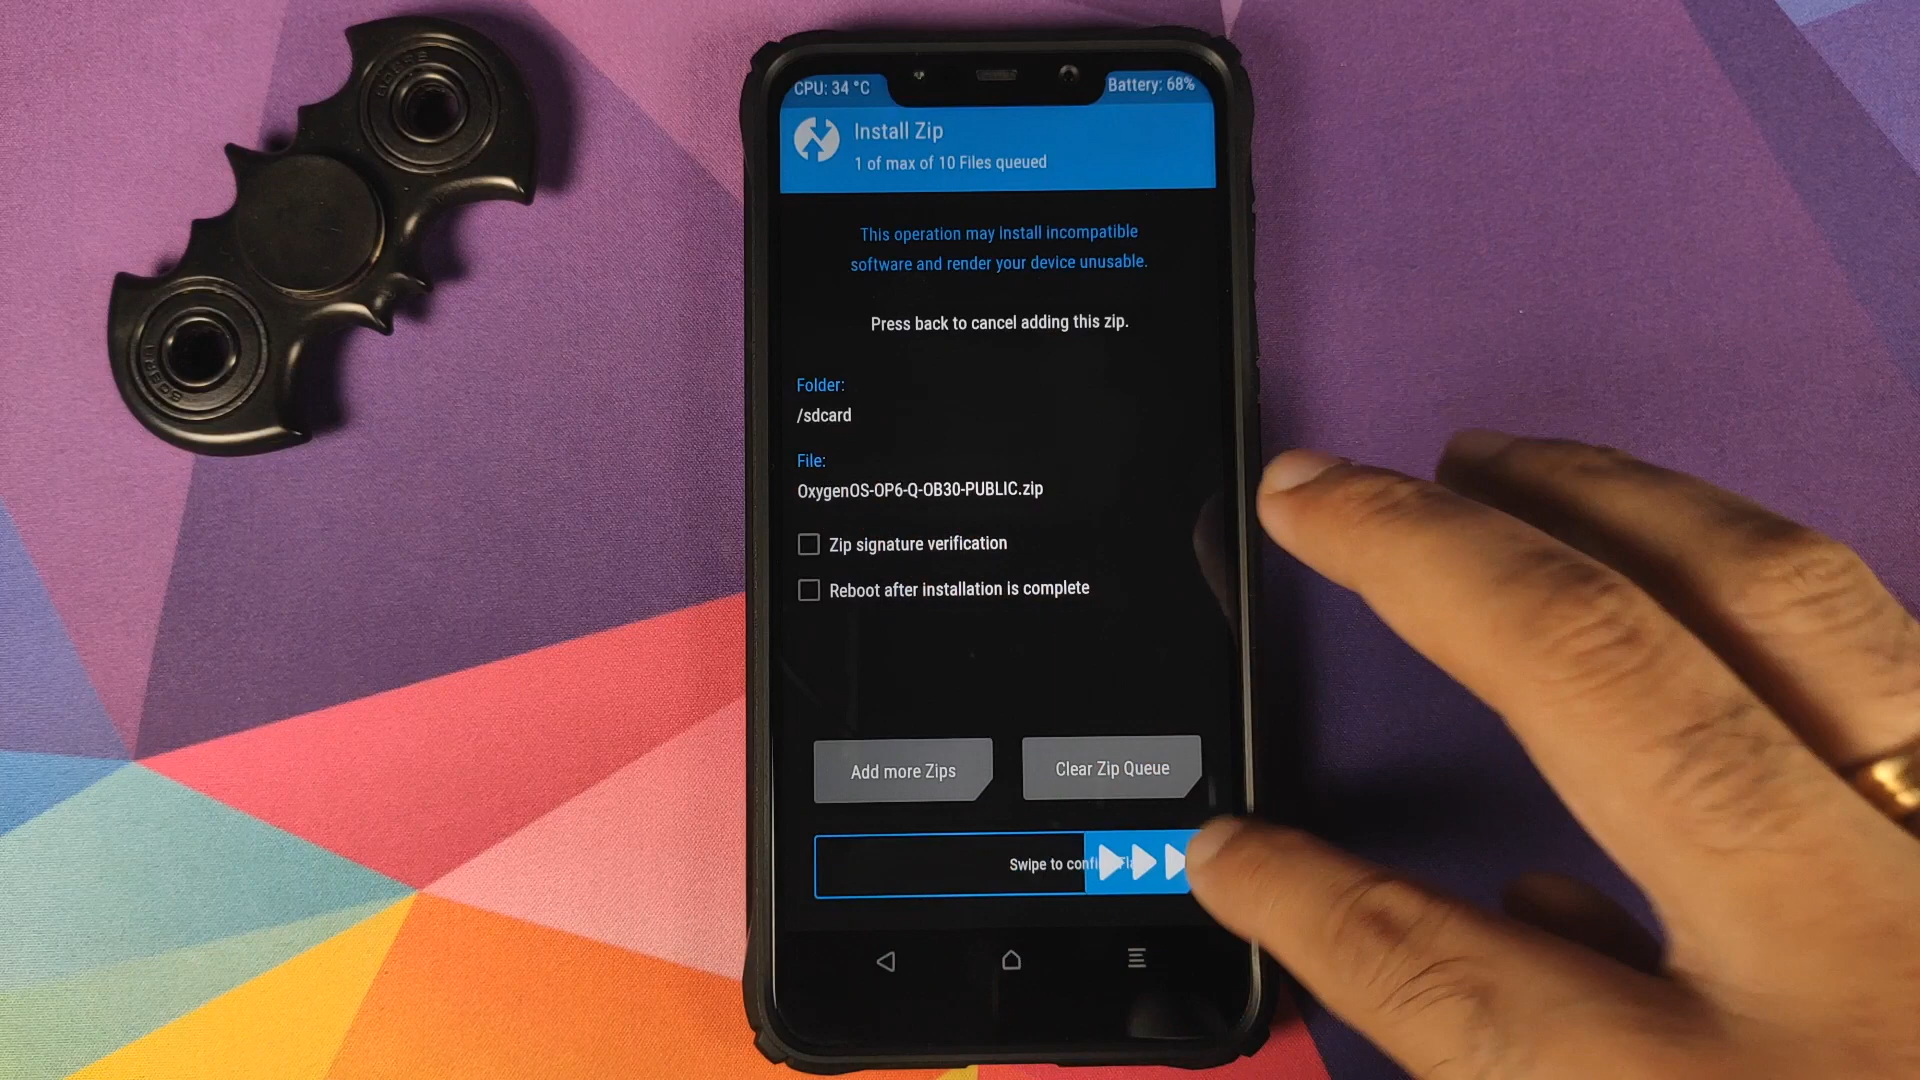 CPU: 34 °C
Battery: 68%
Install Zip
1 of max of 10 Files queued
This operation may install incompatible
software and render your device unusable.
Press back to cancel adding this zip.
Folder:
/sdcard
File:
OxygenOS-OP6-Q-OB30-PUBLIC.zip
Zip signature verification
Reboot after installation is complete
Add more Zips
Clear Zip Queue
Swipe to confi